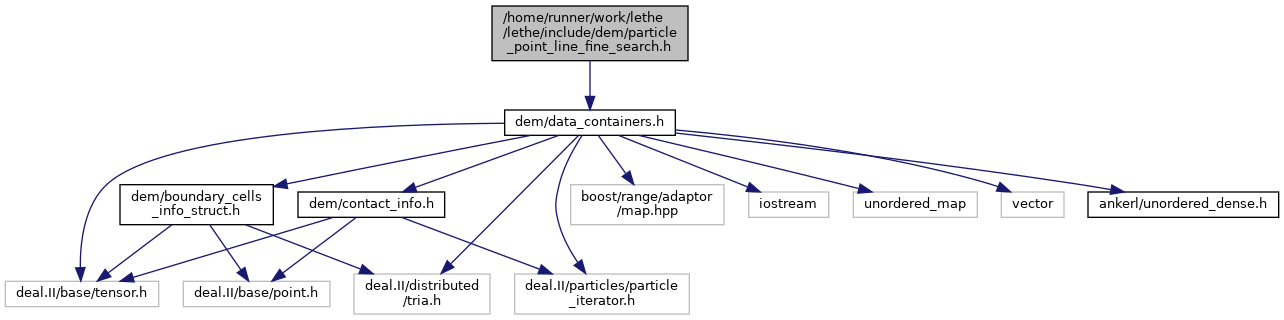 /home/runner/work/lethe
/lethe/include/dem/particle
_point_line_fine_search.h
dem/data_containers.h
dem/boundary_cells
_info_struct.h
dem/contact_info.h
boost/range/adaptor
/map.hpp
iostream
unordered_map
vector
ankerl/unordered_dense.h
deal.II/base/tensor.h
deal.II/base/point.h
deal.II/distributed
/tria.h
deal.II/particles/particle
_iterator.h